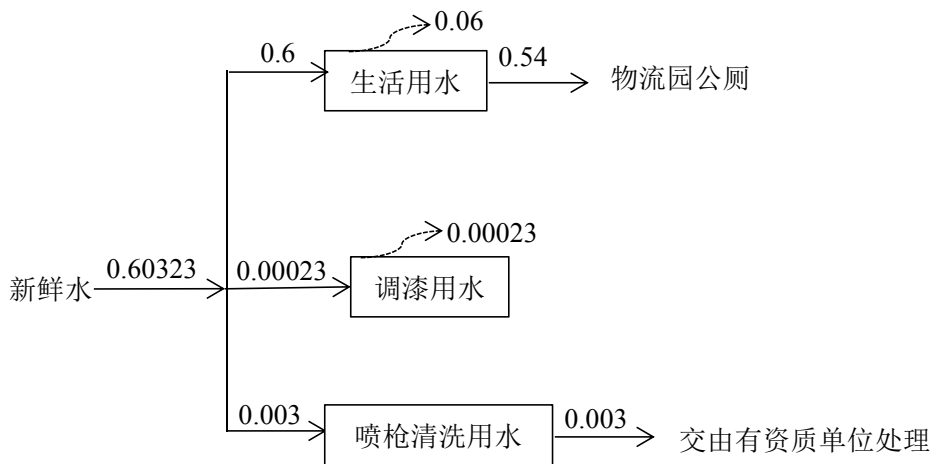 0.06
0.6
生活用水
0.54
物流园公厕
0.00023
新鲜水
0.60323
0.00023
调漆用水
0.003
喷枪清洗用水
0.003
交由有资质单位处理